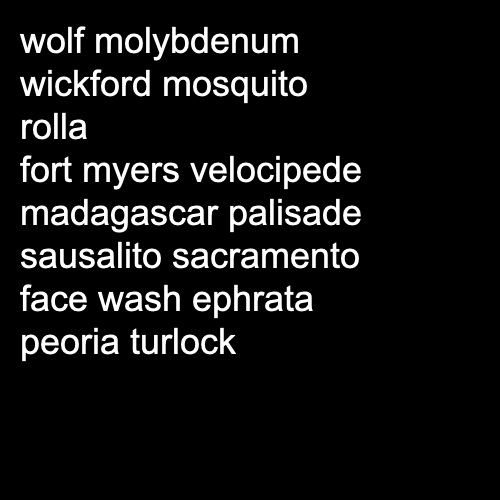 wolf molybdenum
wickford mosquito
rolla
fort myers velocipede
madagascar palisade
sausalito sacramento
face wash ephrata
peoria turlock